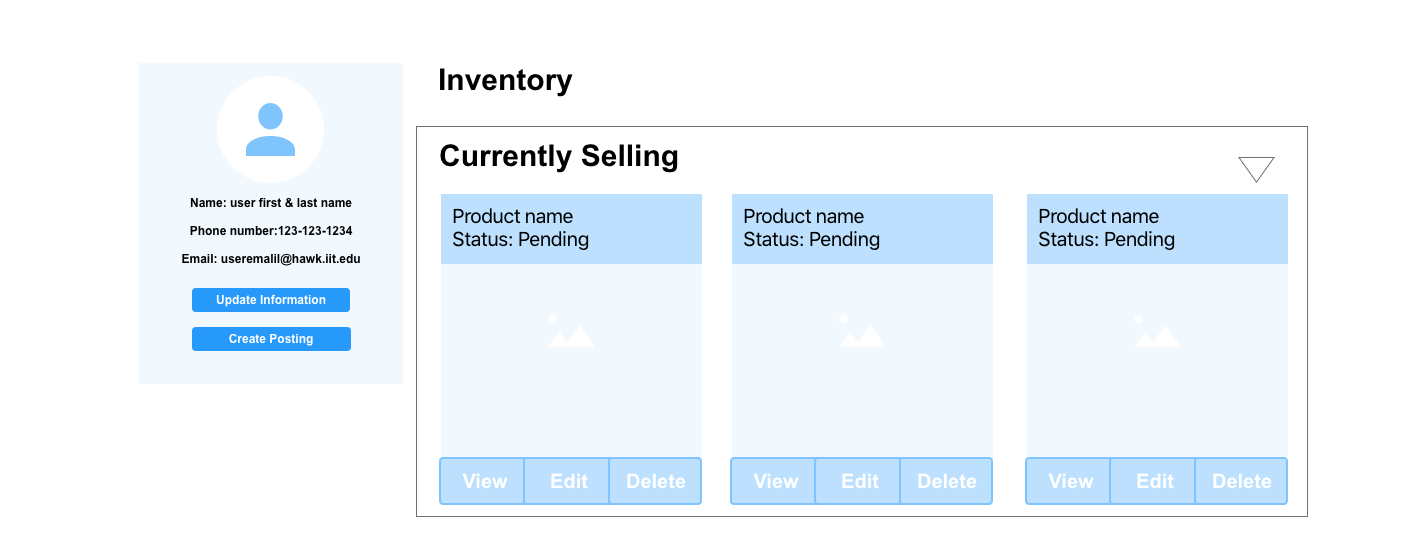 Inventory
Name: user first & last name
Phone number:123-123-1234
Email: useremalil@hawk.iit.edu
Update Information
Create Posting
Currently Selling
Product name
Status: Pending
View
Edit
Delete
Product name
Status: Pending
View
Edit
Delete
Product name
Status: Pending
View
Edit
Delete